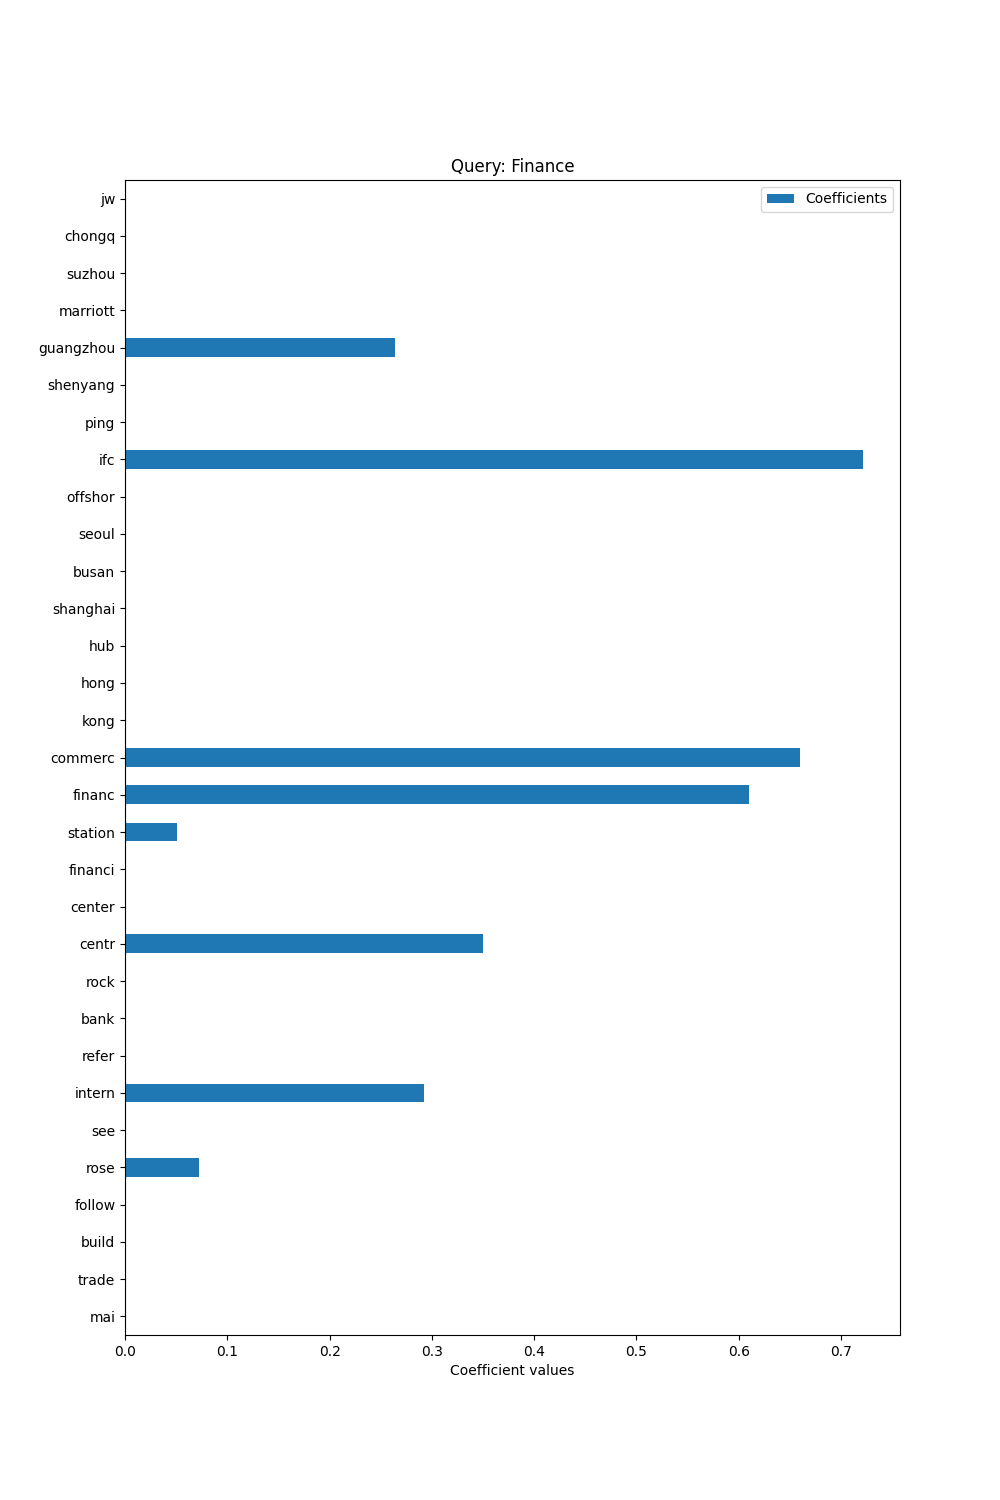 Query: Finance
Coefficients
jw
chongq
suzhou
marriott
guangzhou
shenyang
ping
ifc
offshor
seoul
busan
shanghai
hub
hong
kong
commerc
financ
station
financi
center
centr
rock
bank
refer
intern
see
rose
follow
build
trade
mai
0.0 0.1 0.2 0.3 0.4 0.5 0.6 0.7
Coefficient values